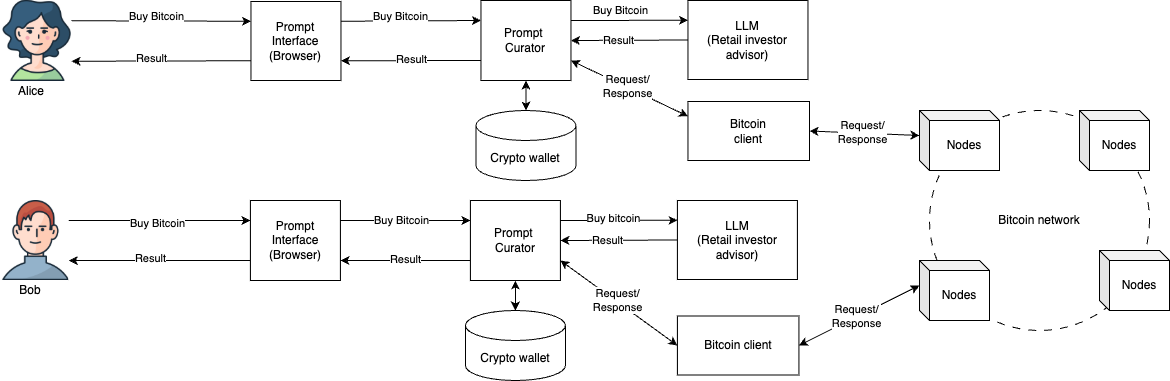 Buy Bitcoin
Buy Bitcoin
Buy Bitcoin
Prompt
Interface
(Browser)
Prompt
Curator
LLM
(Retail investor
advisor)
Result
Result
Result
Alice
Request/
Response
Bitcoin
client
Request/
Response
Nodes
Nodes
Crypto wallet
Bitcoin network
Buy Bitcoin
Buy Bitcoin
Buy bitcoin
Prompt
Interface
(Browser)
Prompt
Curator
LLM
(Retail investor
advisor)
Result
Result
Result
Bob
Request/
Response
Bitcoin client
Request/
Response
Nodes
Nodes
Crypto wallet